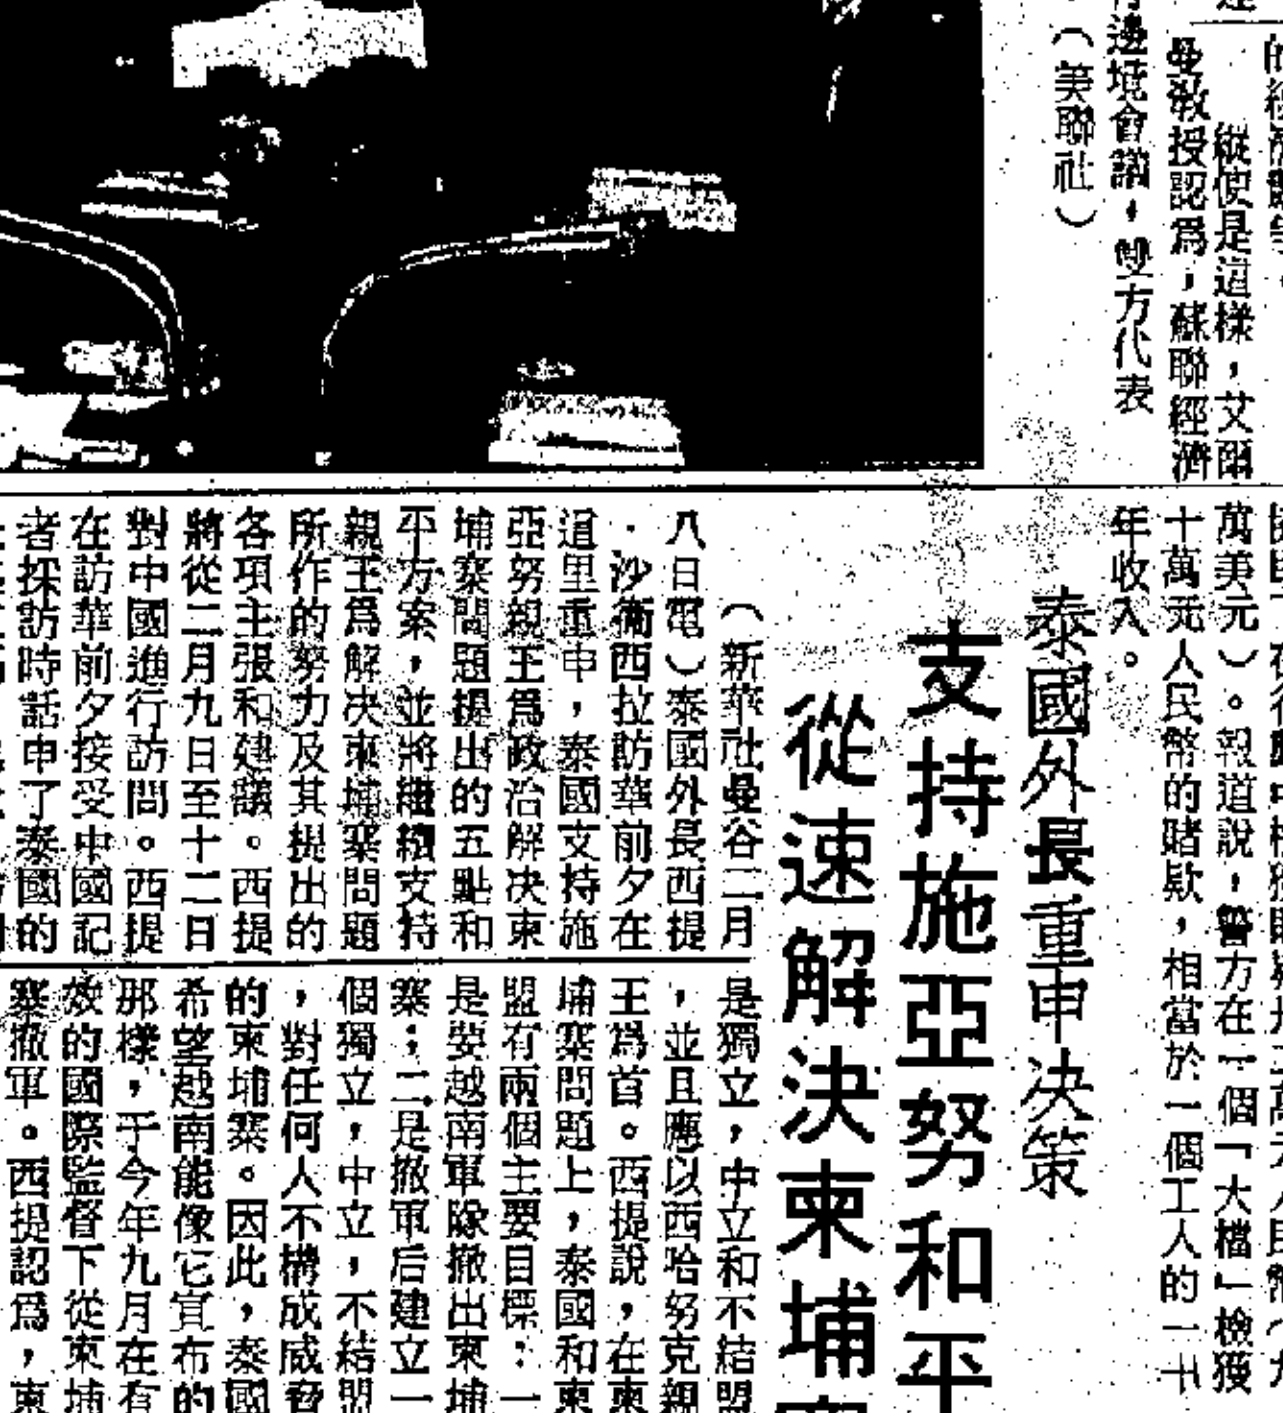 曼敎授認爲，蘇聯經濟
縱使是這樣，艾爾
邊境會議，雙方代表
（美聯社）
萬美元）。報道說，警方在一個「大檔」檢獲
十萬元人民幣的賭欵，相當於一個工人的一
年收入。
泰國外長重申決策
支持施亞努和平
從速解決柬埔
（新華社曼谷二月
八日電）泰國外長西提
·沙衞西拉訪華前夕在
道里重申，泰國支持施
亞努親王爲政治解決柬
埔寨問題提出的五點和
平方案，並將繼續支持
親王爲解決柬埔寨問題
所作的努力及其提出的
各項主張和建議。西提
將從二月九日至十二日
對中國進行訪問。西提
在訪華前夕接受中國記
者採訪時話申了泰國的
是獨立，中立和不結盟
，並且應以西哈努克親
王爲首。西提說，在柬
埔寨問題上，泰國和東
盟有兩個主要目標：一
是要越南軍隊撤出柬埔
寨；二是撤軍后建立一
個獨立，中立，不結盟
，對任何人不構成威脅
的柬埔寨。因此，泰國
希望越南能像它宣布的
那樣，于今年九月在有
效的國際監督下從柬埔
寨撤軍。西提認爲，柬